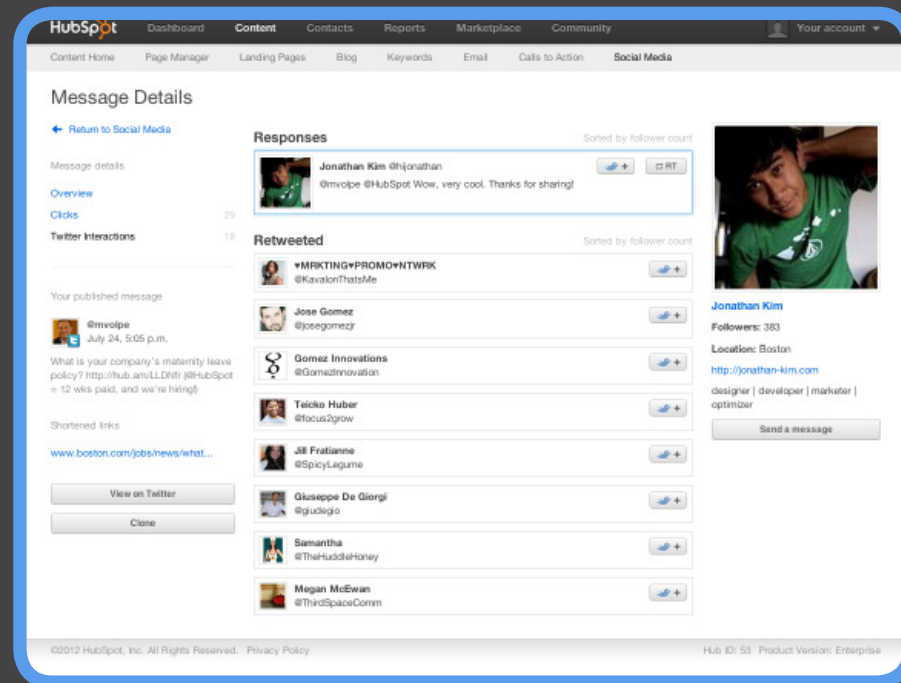 HubSpot Dashboard Content Contacts Reports Marketplace Community Your account
Content Home Page Manager Landing Pages Blog Keywords Email Calls to Action Social Media
Message Details
Return to Social Media
Message details
Overview
Clicks 29
Twitter Interactions 16
Your published message
@mvolpe
July 24, 5:05 p.m.
What is your company's maternity leave
policy? http://hub.am/LLDNfr (@HubSpot
= 12 wks paid, and we're hiring!)
Shortened links
www.boston.com/jobs/news/what...
View on Twitter
Clone
Responses Sorted by follower count
Jonathan Kim @hijonathan + RT
@mvolpe @HubSpot Wow, very cool. Thanks for sharing!
Retweeted Sorted by follower count
♥MRKTING♥PROMO♥NTWRK +
@KavalonThatsMe
Jose Gomez +
@josegomezjr
Gomez Innovations +
@GomezInnovation
Teicko Huber +
@focus2grow
Jill Fratianne +
@SpicyLegume
Giuseppe De Giorgi +
@giudegio
Samantha +
@TheHuddleHoney
Megan McEwan +
@ThirdSpaceComm
Jonathan Kim
Followers: 383
Location: Boston
http://jonathan-kim.com
designer | developer | marketer |
optimizer
Send a message
©2012 HubSpot, Inc. All Rights Reserved. Privacy Policy Hub ID: 53 Product Version: Enterprise